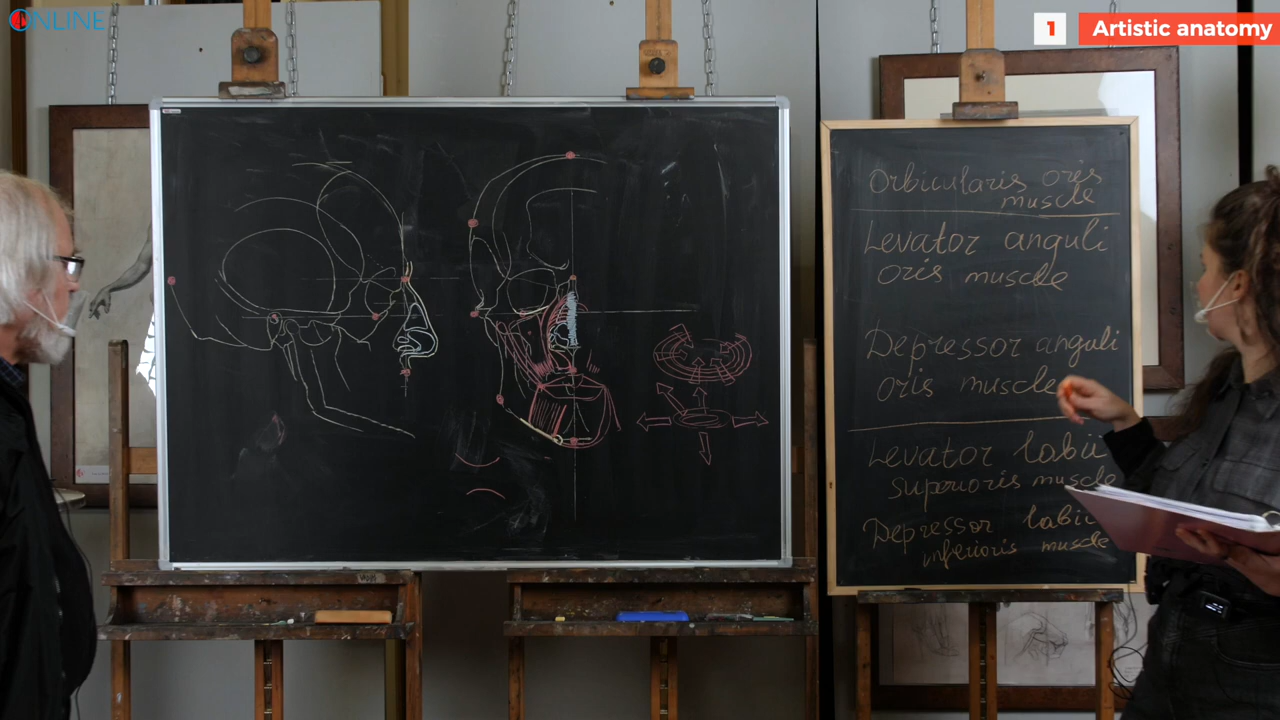 ONLINE
1 Artistic anatomy
Orbicularis oris
muscle
Levator anguli
oris muscle
Depressor anguli
oris muscle
Levator labii
superioris muscle
Depressor labii
inferioris muscle